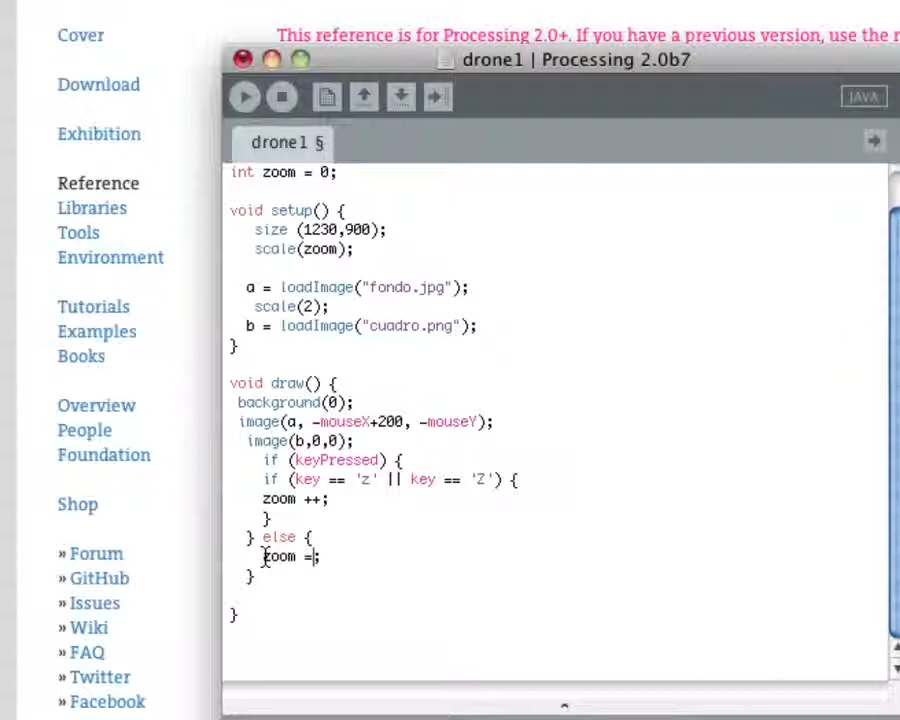 Cover
Download
Exhibition
Reference
Libraries
Tools
Environment
Tutorials
Examples
Books
Overview
People
Foundation
Shop
» Forum
» GitHub
» Issues
» Wiki
» FAQ
» Twitter
» Facebook
This reference is for Processing 2.0+. If you have a previous version, use the
drone1 | Processing 2.0b7
JAVA
drone1 §
int zoom = 0;
void setup() {
size (1230,900);
scale(zoom);
a = loadImage("fondo.jpg");
scale(2);
b = loadImage("cuadro.png");
}
void draw() {
background(0);
image(a, -mouseX+200, -mouseY);
image(b,0,0);
if (keyPressed) {
if (key == 'z' || key == 'Z') {
zoom ++;
}
} else {
zoom =;
}
}